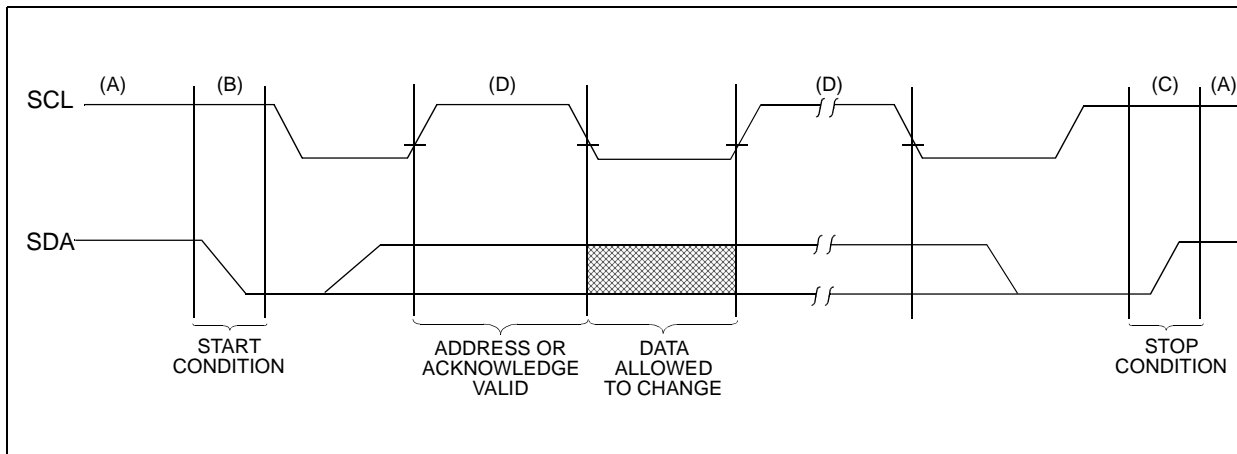 (A) (B) (D) (D) (C) (A)
SCL
SDA
START
CONDITION
ADDRESS OR
ACKNOWLEDGE
VALID
DATA
ALLOWED
TO CHANGE
STOP
CONDITION